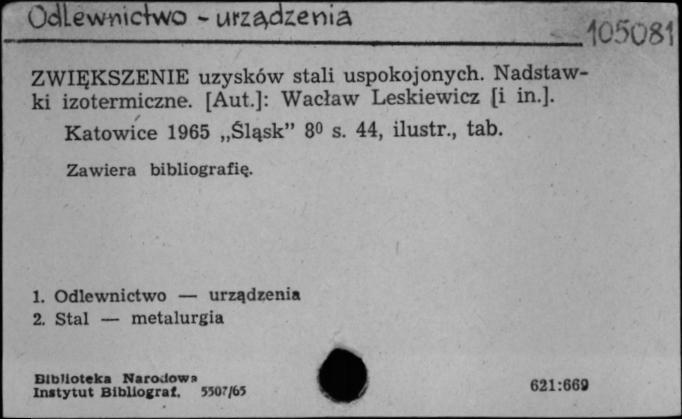 Odlewnictwo - urządzenia
105081
ZWIĘKSZENIE uzysków stali uspokojonych. Nadstaw-
ki izotermiczne. [Aut.]: Wacław Leskiewicz [i in.].
Katowice 1965 „Śląsk” 8⁰ s. 44, ilustr., tab.
Zawiera bibliografię.
1. Odlewnictwo — urządzenia
2. Stal — metalurgia
Biblioteka Narodowa
Instytut Bibliograf. 5507/65
621:669